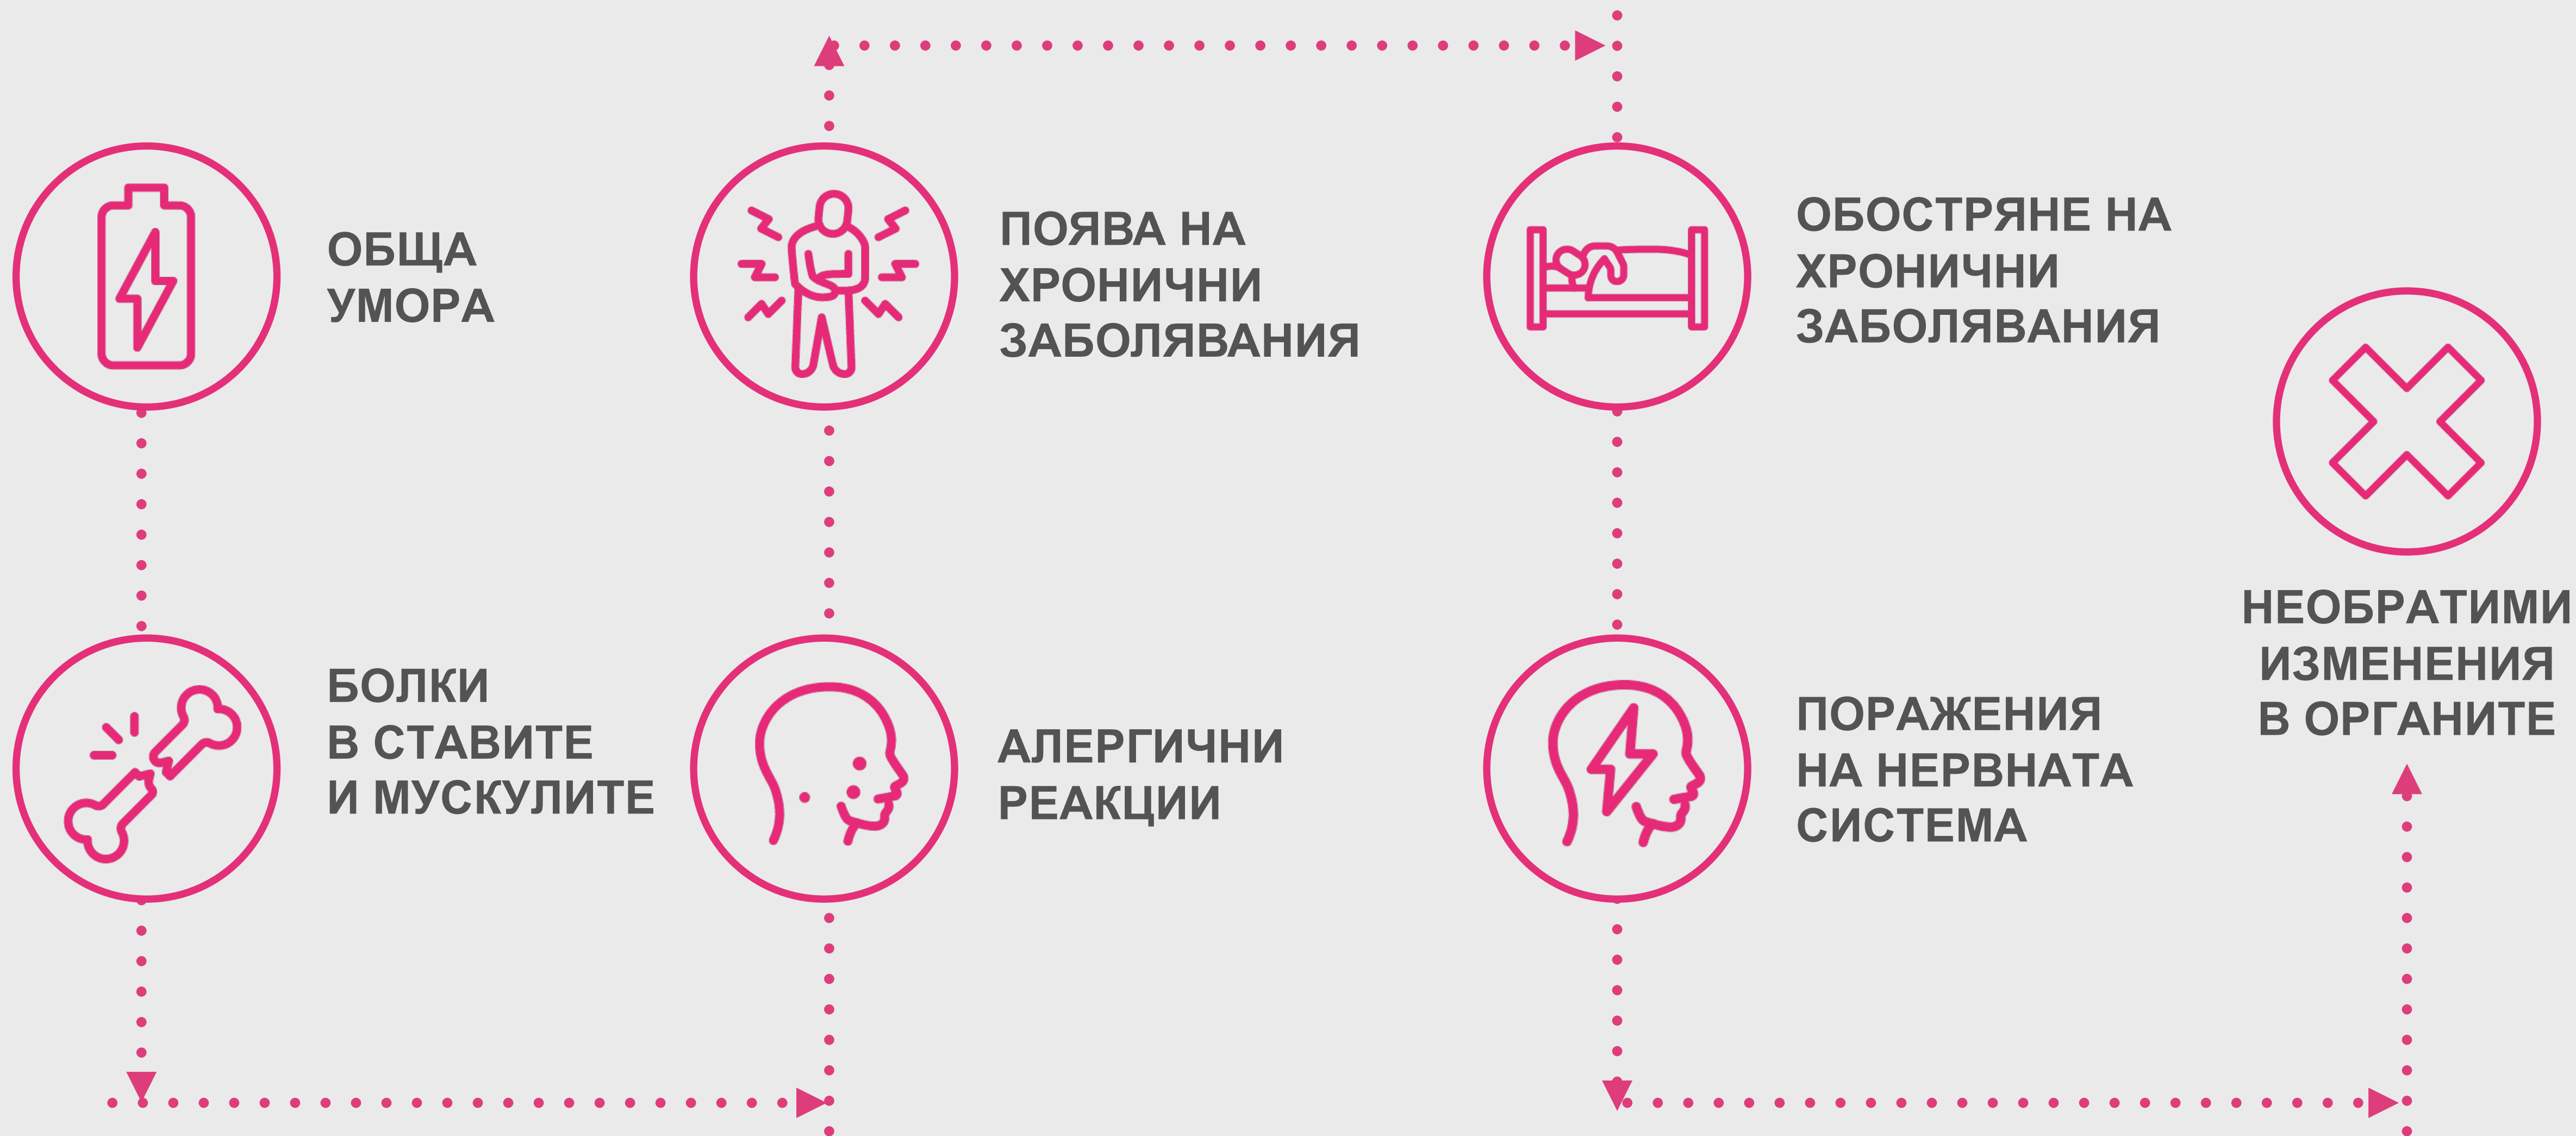 ОБЩА
УМОРА
БОЛКИ
В СТАВИТЕ
И МУСКУЛИТЕ
АЛЕРГИЧНИ
РЕАКЦИИ
ПОЯВА НА
ХРОНИЧНИ
ЗАБОЛЯВАНИЯ
ОБОСТРЯНЕ НА
ХРОНИЧНИ
ЗАБОЛЯВАНИЯ
ПОРАЖЕНИЯ
НА НЕРВНАТА
СИСТЕМА
НЕОБРАТИМИ
ИЗМЕНЕНИЯ
В ОРГАНИТЕ